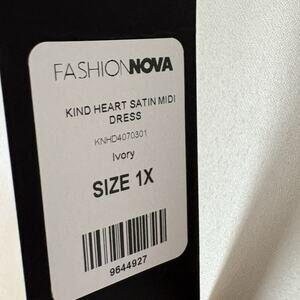 FASHIONNOVA
KIND HEART SATIN MIDI
DRESS
KNHD4070301
Ivory
SIZE 1X
9644927